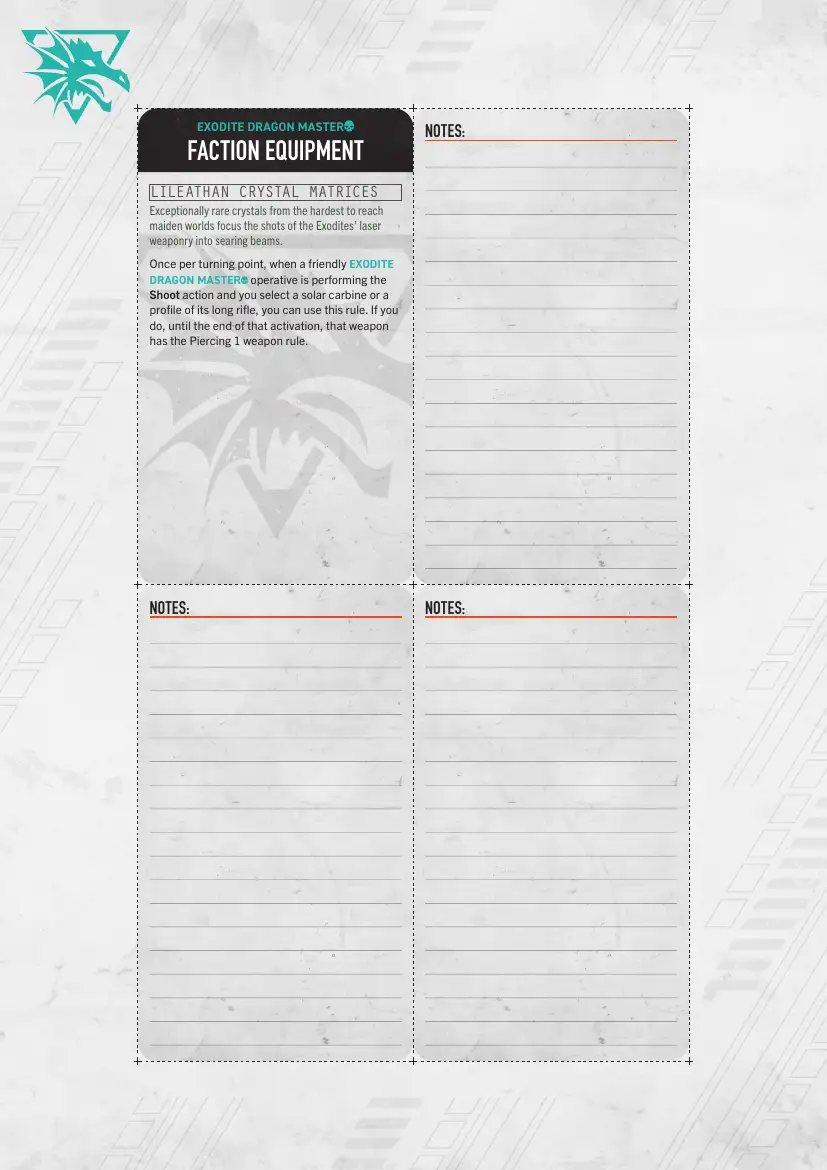 EXODITE DRAGON MASTER
FACTION EQUIPMENT
LILEATHAN CRYSTAL MATRICES
Exceptionally rare crystals from the hardest to reach
maiden worlds focus the shots of the Exodites' laser
weaponry into searing beams.
Once per turning point, when a friendly EXODITE
DRAGON MASTER operative is performing the
Shoot action and you select a solar carbine or a
profile of its long rifle, you can use this rule. If you
do, until the end of that activation, that weapon
has the Piercing 1 weapon rule.
NOTES:
NOTES:
NOTES: